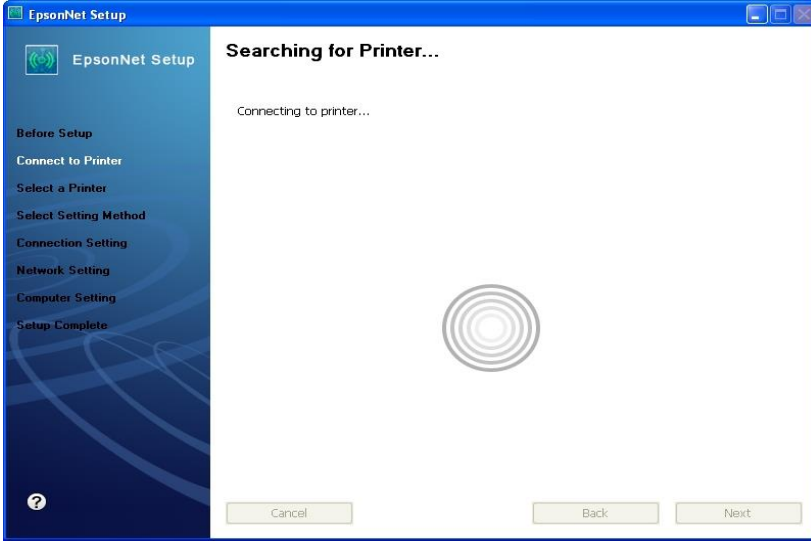 EpsonNet Setup
EpsonNet Setup
Searching for Printer...
Connecting to printer...
Before Setup
Connect to Printer
Select a Printer
Select Setting Method
Connection Setting
Network Setting
Computer Setting
Setup Complete
?
Cancel
Back
Next